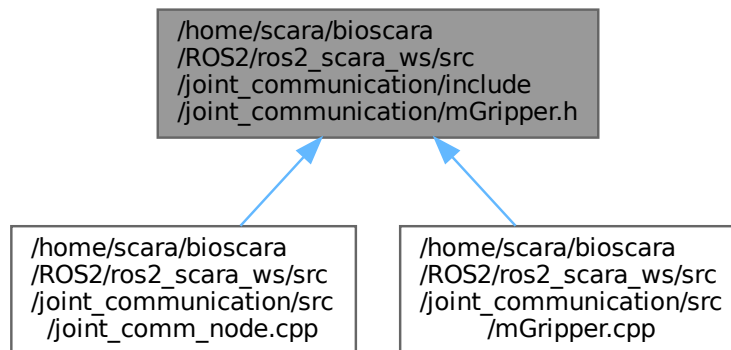 /home/scara/bioscara
/ROS2/ros2_scara_ws/src
/joint_communication/include
/joint_communication/mGripper.h
/home/scara/bioscara
/ROS2/ros2_scara_ws/src
/joint_communication/src
/joint_comm_node.cpp
/home/scara/bioscara
/ROS2/ros2_scara_ws/src
/joint_communication/src
/mGripper.cpp